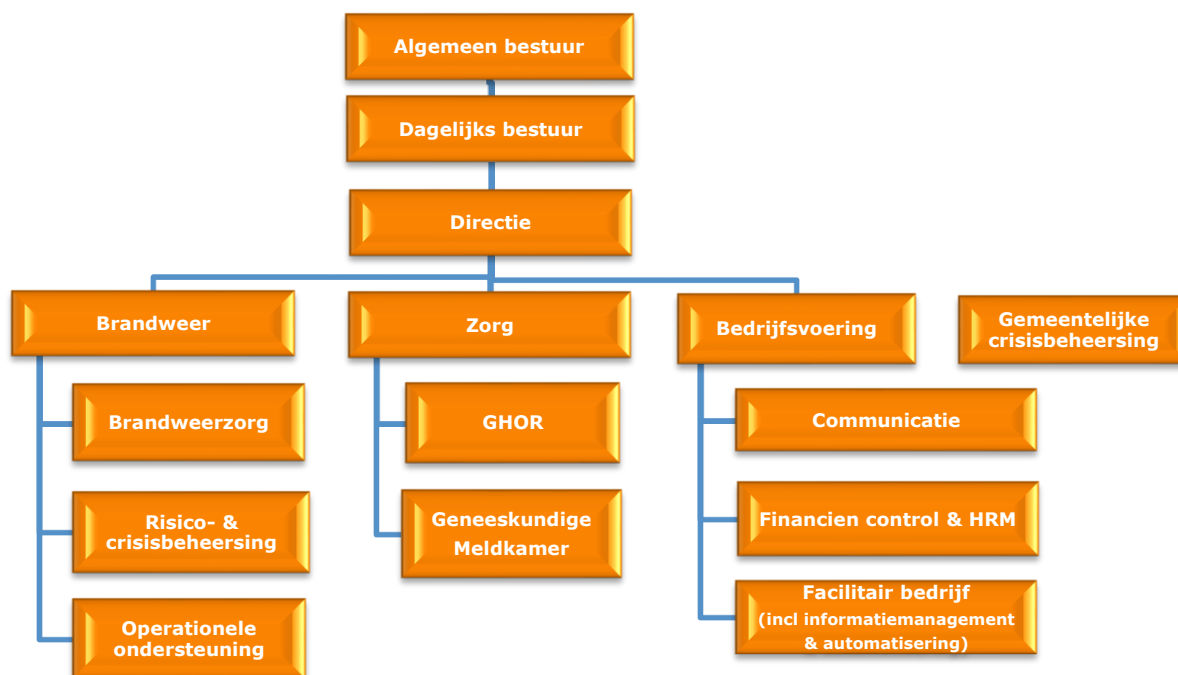 Algemeen bestuur
Dagelijks bestuur
Directie
Brandweer
Zorg
Bedrijfsvoering
Gemeentelijke
crisisbeheersing
Brandweerzorg
GHOR
Communicatie
Risico- &
crisisbeheersing
Geneeskundige
Meldkamer
Financien control & HRM
Operationele
ondersteuning
Facilitair bedrijf
(incl informatiemanagement
& automatisering)